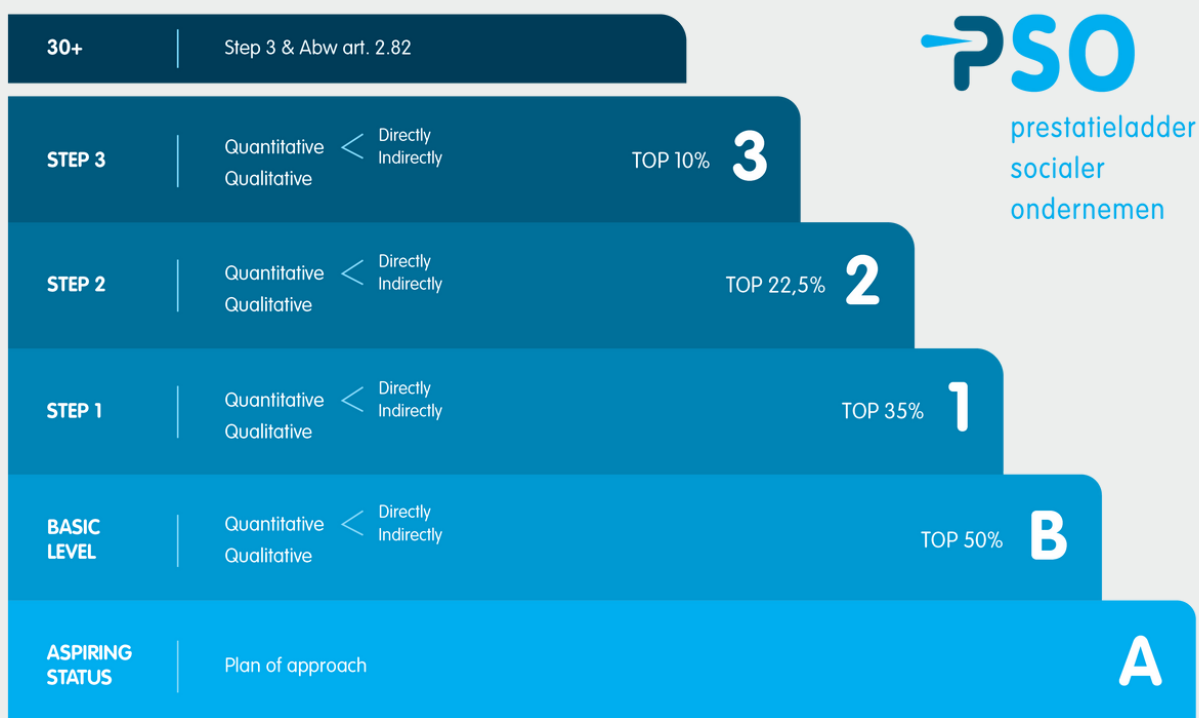 30+ Step 3 & Abw art. 2.82
PSO
prestatieladder
socialer
ondernemen
STEP 3 Quantitative < Directly
Indirectly
Qualitative
TOP 10% 3
STEP 2 Quantitative < Directly
Indirectly
Qualitative
TOP 22,5% 2
STEP 1 Quantitative < Directly
Indirectly
Qualitative
TOP 35% 1
BASIC
LEVEL
Quantitative < Directly
Indirectly
Qualitative
TOP 50% B
ASPIRING
STATUS
Plan of approach
A